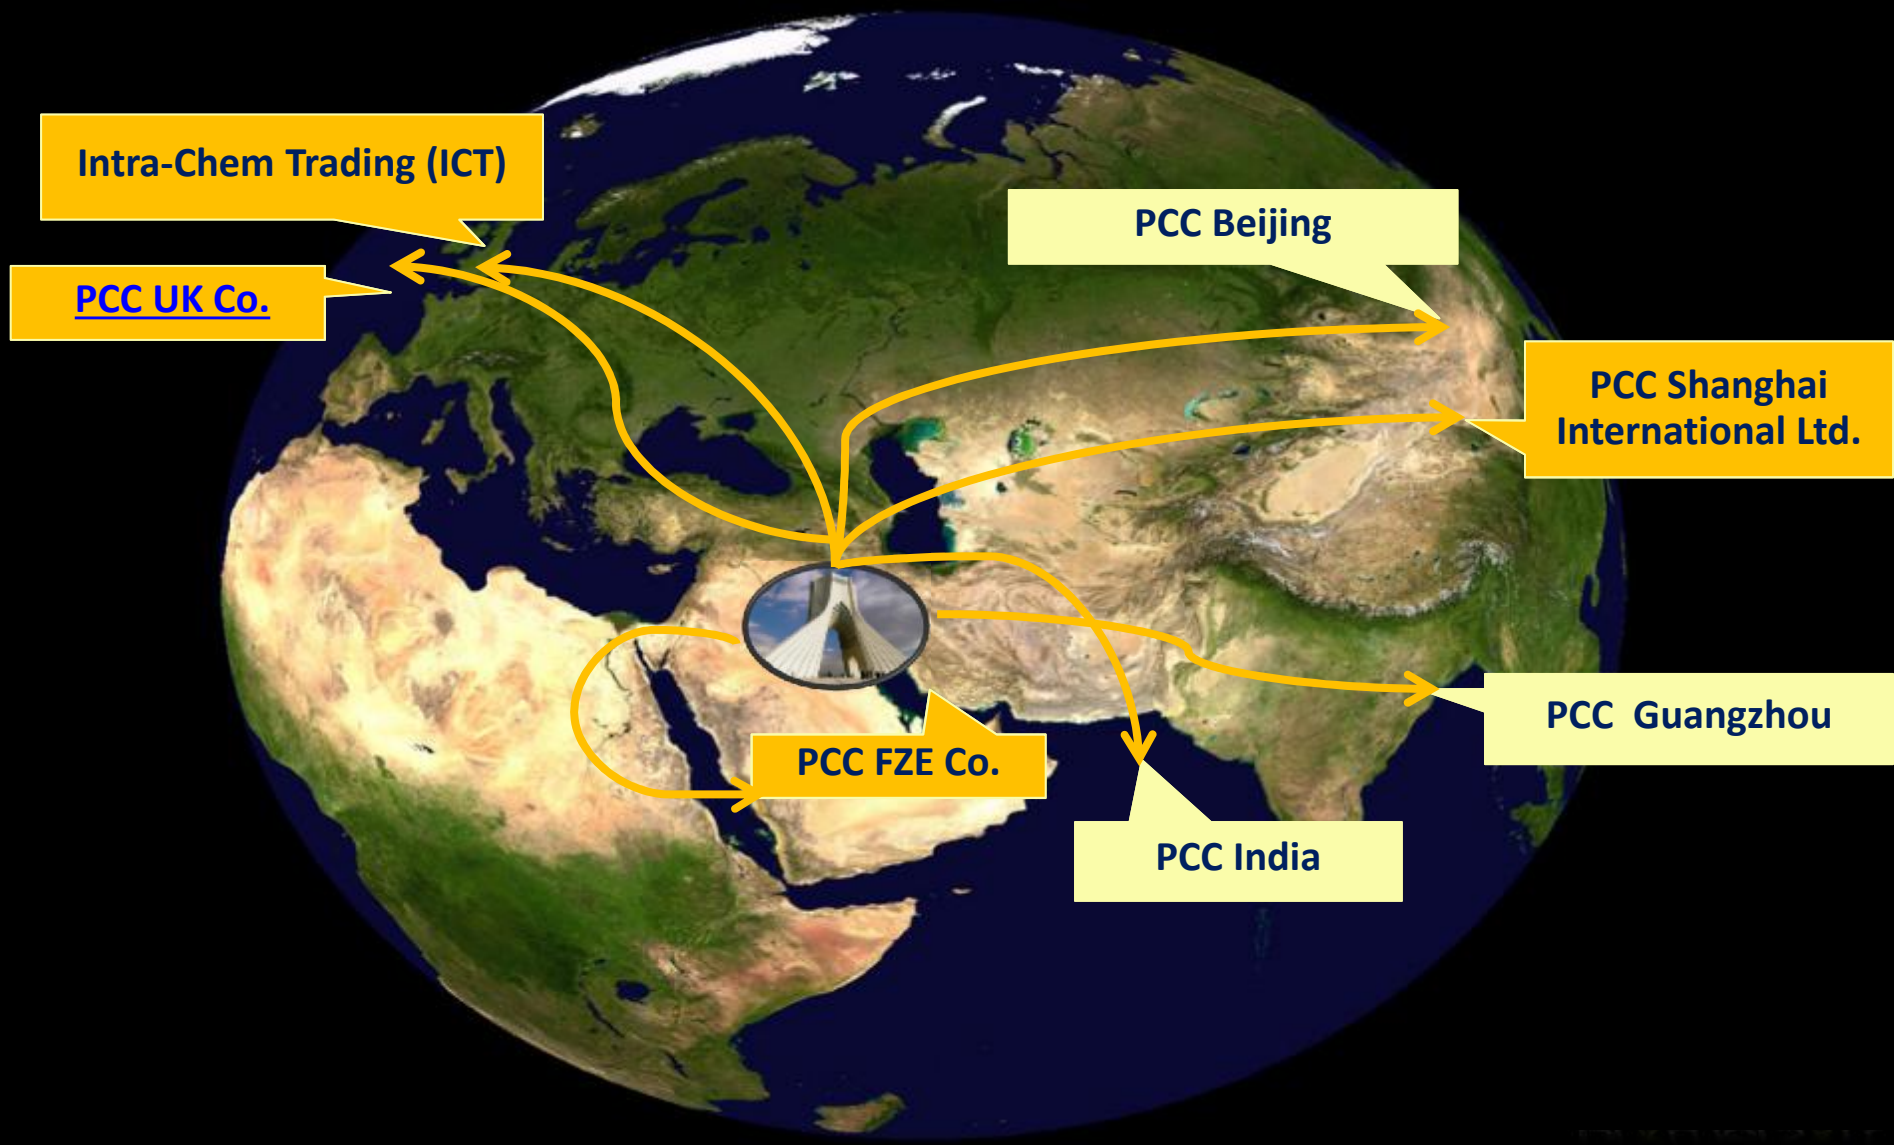 Intra-Chem Trading (ICT)
PCC UK Co.
PCC Beijing
PCC Shanghai
International Ltd.
PCC FZE Co.
PCC  Guangzhou
PCC India